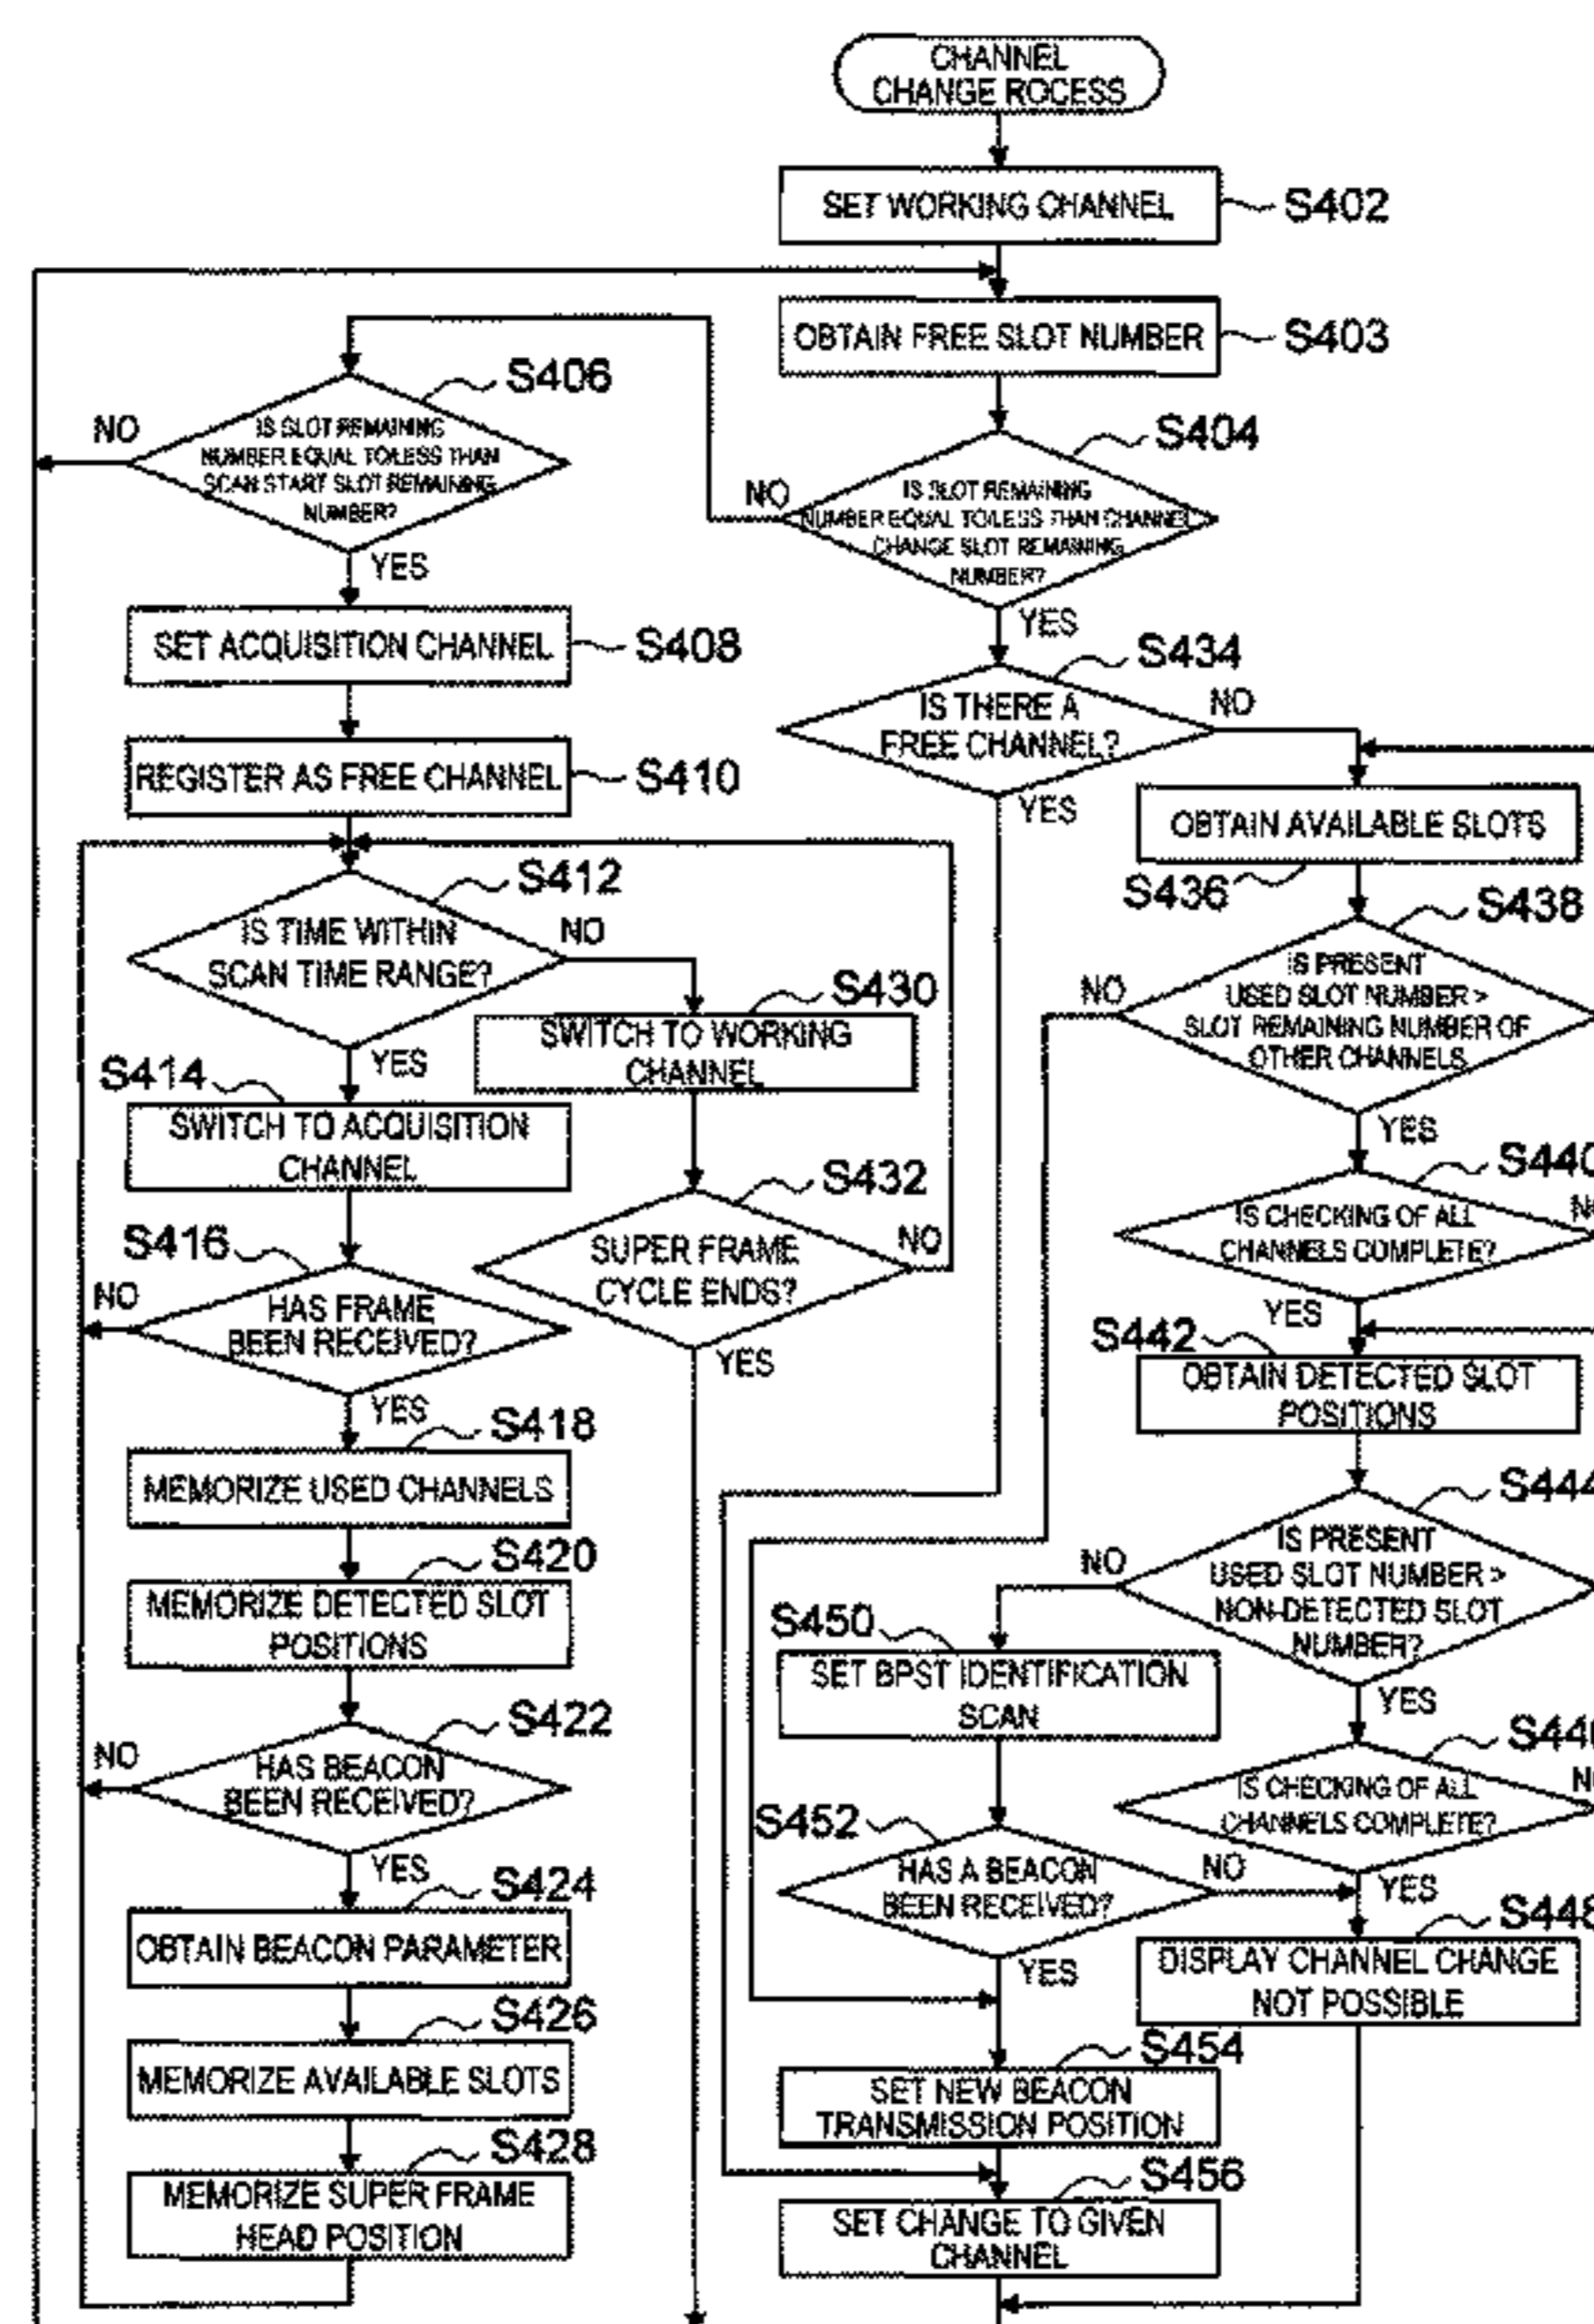 CHANNEL
CHANGE ROCESS
SET WORKING CHANNEL
S402
OBTAIN FREE SLOT NUMBER
S403
S404
IS SLOT REMAINING
NUMBER EQUAL TO/LESS THAN CHANNEL
CHANGE SLOT REMAINING
NUMBER?
NO
YES
S406
IS SLOT REMAINING
NUMBER EQUAL TO/LESS THAN
SCAN START SLOT REMAINING
NUMBER?
NO
YES
SET ACQUISITION CHANNEL
S408
REGISTER AS FREE CHANNEL
S410
S412
IS TIME WITHIN
SCAN TIME RANGE?
NO
YES
S414
SWITCH TO ACQUISITION
CHANNEL
S416
HAS FRAME
BEEN RECEIVED?
NO
YES
S418
MEMORIZE USED CHANNELS
S420
MEMORIZE DETECTED SLOT
POSITIONS
S422
HAS BEACON
BEEN RECEIVED?
NO
YES
S424
OBTAIN BEACON PARAMETER
S426
MEMORIZE AVAILABLE SLOTS
S428
MEMORIZE SUPER FRAME
HEAD POSITION
S430
SWITCH TO WORKING
CHANNEL
S432
SUPER FRAME
CYCLE ENDS?
NO
YES
S434
IS THERE A
FREE CHANNEL?
NO
YES
OBTAIN AVAILABLE SLOTS
S436
S438
IS PRESENT
USED SLOT NUMBER >
SLOT REMAINING NUMBER OF
OTHER CHANNELS
NO
YES
S440
IS CHECKING OF ALL
CHANNELS COMPLETE?
YES
S442
OBTAIN DETECTED SLOT
POSITIONS
S444
IS PRESENT
USED SLOT NUMBER >
NON-DETECTED SLOT
NUMBER?
NO
YES
IS CHECKING OF ALL
CHANNELS COMPLETE?
YES
S448
DISPLAY CHANNEL CHANGE
NOT POSSIBLE
S450
SET BPST IDENTIFICATION
SCAN
S452
HAS A BEACON
BEEN RECEIVED?
NO
YES
S454
SET NEW BEACON
TRANSMISSION POSITION
S456
SET CHANGE TO GIVEN
CHANNEL